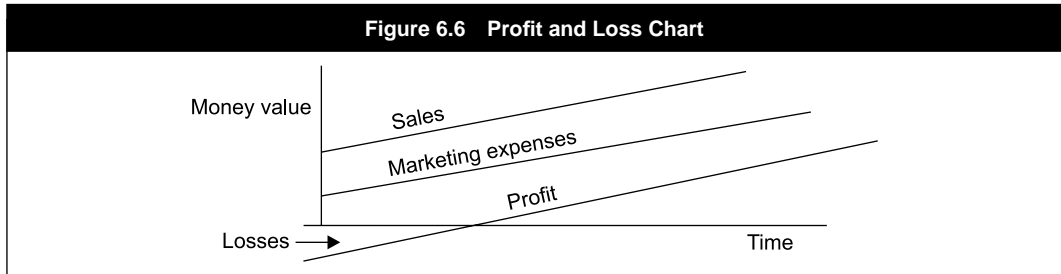 Figure 6.6 Profit and Loss Chart
Money value
Sales
Marketing expenses
Profit
Losses
Time